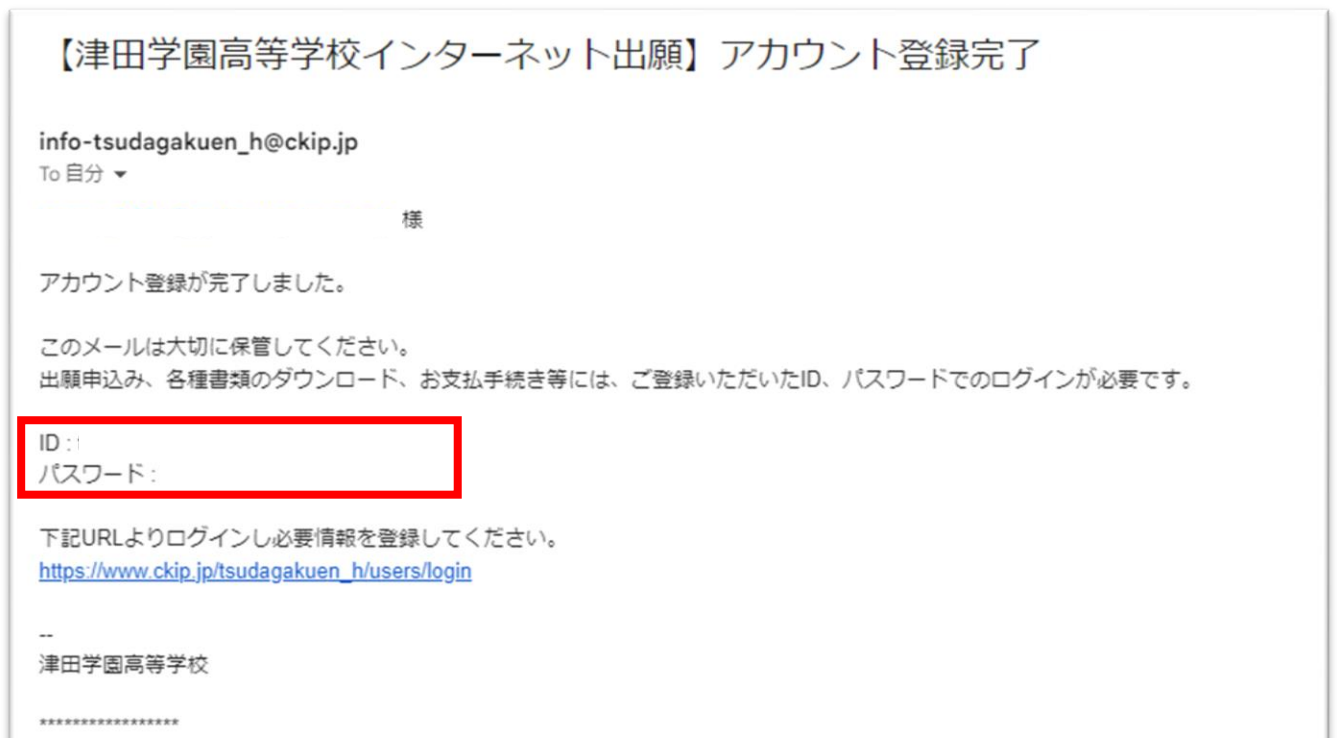 【津田学園高等学校インターネット出願】アカウント登録完了
info-tsudagakuen_h@ckip.jp
To 自分
様
アカウント登録が完了しました。
このメールは大切に保管してください。
出願申込み、各種書類のダウンロード、お支払手続き等には、ご登録いただいたID、パスワードでのログインが必要です。
ID :
パスワード :
下記URLよりログインし必要情報を登録してください。
https://www.ckip.jp/tsudagakuen_h/users/login
--
津田学園高等学校
*****************